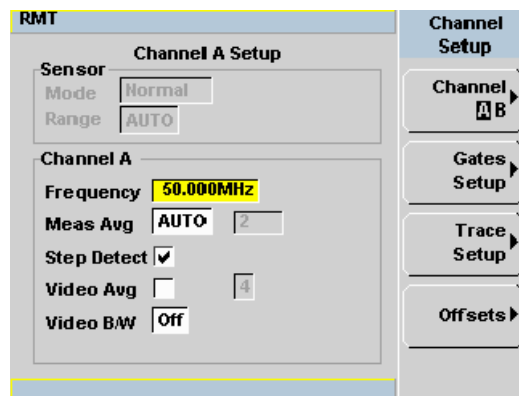 RMT
Channel A Setup
Sensor
Mode Normal
Range AUTO
Channel A
Frequency 50.000MHz
Meas Avg AUTO 2
Step Detect
Video Avg 4
Video B/W Off
Channel
Setup
Channel
A B
Gates
Setup
Trace
Setup
Offsets